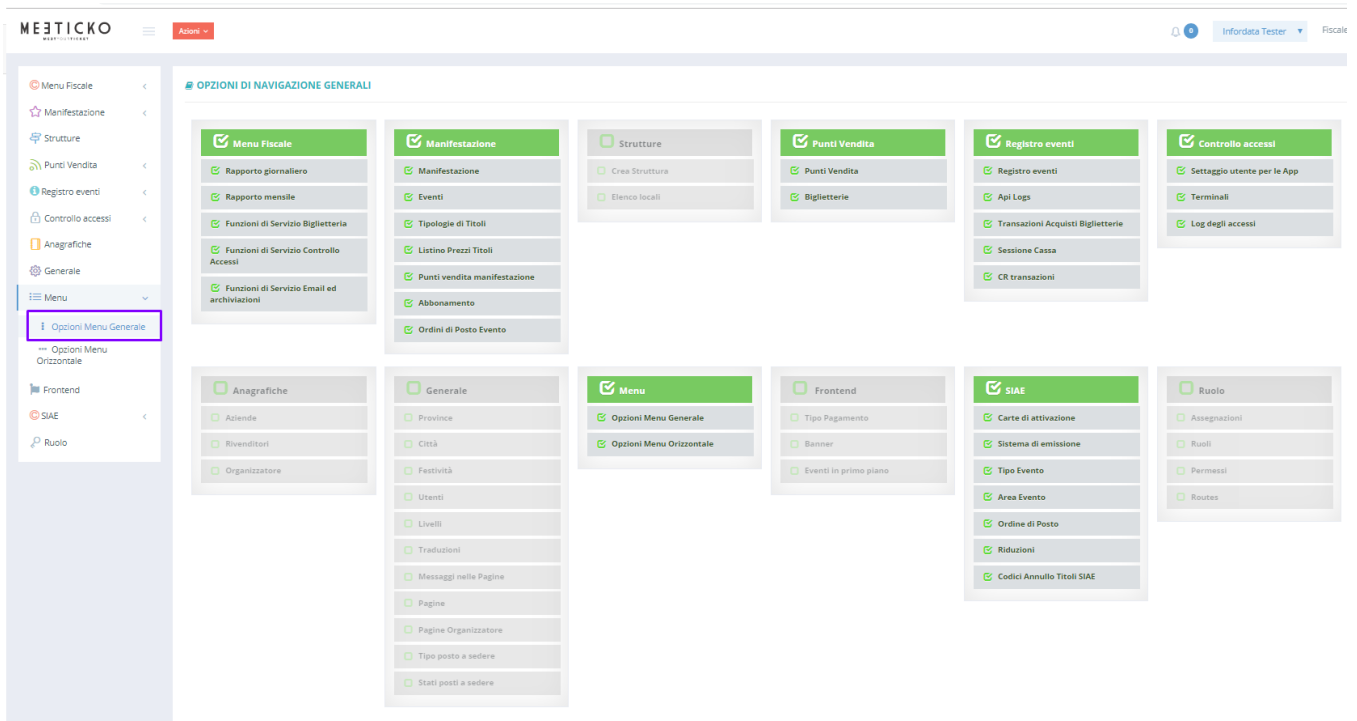 MEETICKO
MEET YOUR TICKET
Azioni
0
Infordata Tester
Fiscale
Menu Fiscale
Manifestazione
Strutture
Punti Vendita
Registro eventi
Controllo accessi
Anagrafiche
Generale
Menu
Opzioni Menu Generale
Opzioni Menu
Orizzontale
Frontend
SIAE
Ruolo
OPZIONI DI NAVIGAZIONE GENERALI
Menu Fiscale
Rapporto giornaliero
Rapporto mensile
Funzioni di Servizio Biglietteria
Funzioni di Servizio Controllo
Accessi
Funzioni di Servizio Email ed
archiviazioni
Manifestazione
Manifestazione
Eventi
Tipologie di Titoli
Listino Prezzi Titoli
Punti vendita manifestazione
Abbonamento
Ordini di Posto Evento
Strutture
Crea Struttura
Elenco locali
Punti Vendita
Punti Vendita
Biglietterie
Registro eventi
Registro eventi
Api Logs
Transazioni Acquisti Biglietterie
Sessione Cassa
CR transazioni
Controllo accessi
Settaggio utente per le App
Terminali
Log degli accessi
Anagrafiche
Aziende
Rivenditori
Organizzatore
Generale
Province
Città
Festività
Utenti
Livelli
Traduzioni
Messaggi nelle Pagine
Pagine
Pagine Organizzatore
Tipo posto a sedere
Stati posti a sedere
Menu
Opzioni Menu Generale
Opzioni Menu Orizzontale
Frontend
Tipo Pagamento
Banner
Eventi in primo piano
SIAE
Carte di attivazione
Sistema di emissione
Tipo Evento
Area Evento
Ordine di Posto
Riduzioni
Codici Annullo Titoli SIAE
Ruolo
Assegnazioni
Ruoli
Permessi
Routes